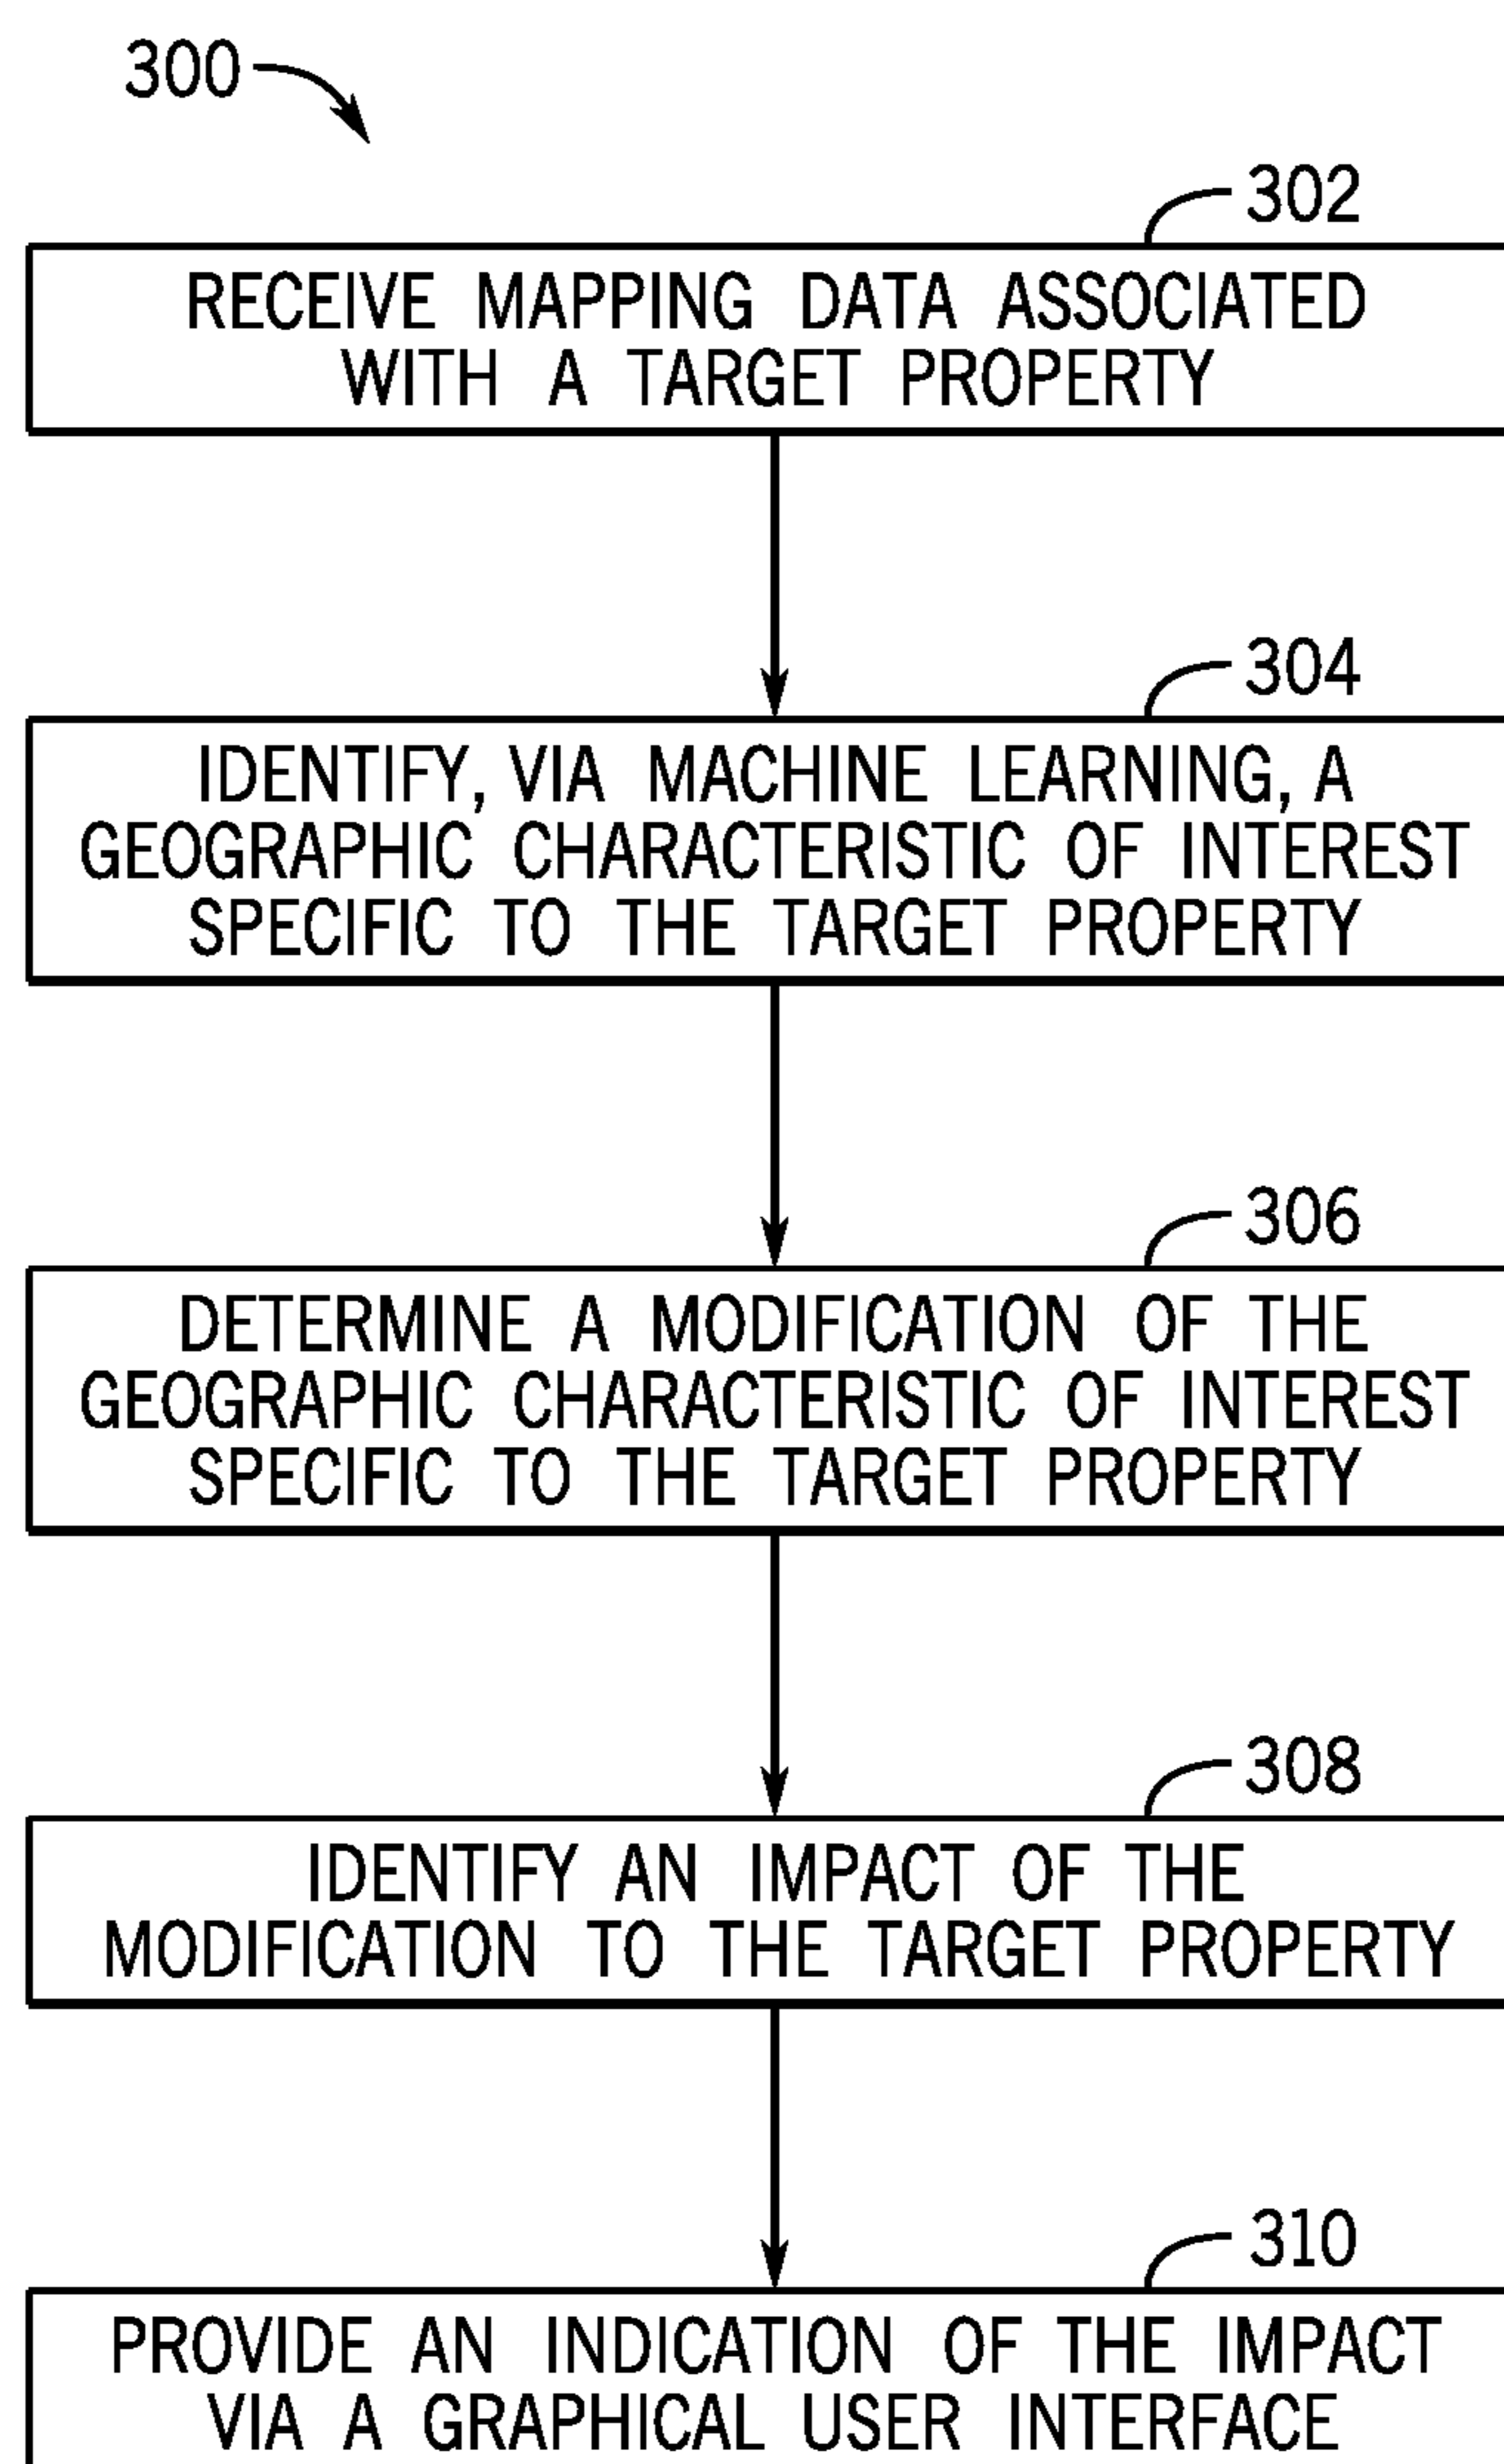 300
302
RECEIVE MAPPING DATA ASSOCIATED
WITH A TARGET PROPERTY
304
IDENTIFY, VIA MACHINE LEARNING, A
GEOGRAPHIC CHARACTERISTIC OF INTEREST
SPECIFIC TO THE TARGET PROPERTY
306
DETERMINE A MODIFICATION OF THE
GEOGRAPHIC CHARACTERISTIC OF INTEREST
SPECIFIC TO THE TARGET PROPERTY
308
IDENTIFY AN IMPACT OF THE
MODIFICATION TO THE TARGET PROPERTY
310
PROVIDE AN INDICATION OF THE IMPACT
VIA A GRAPHICAL USER INTERFACE